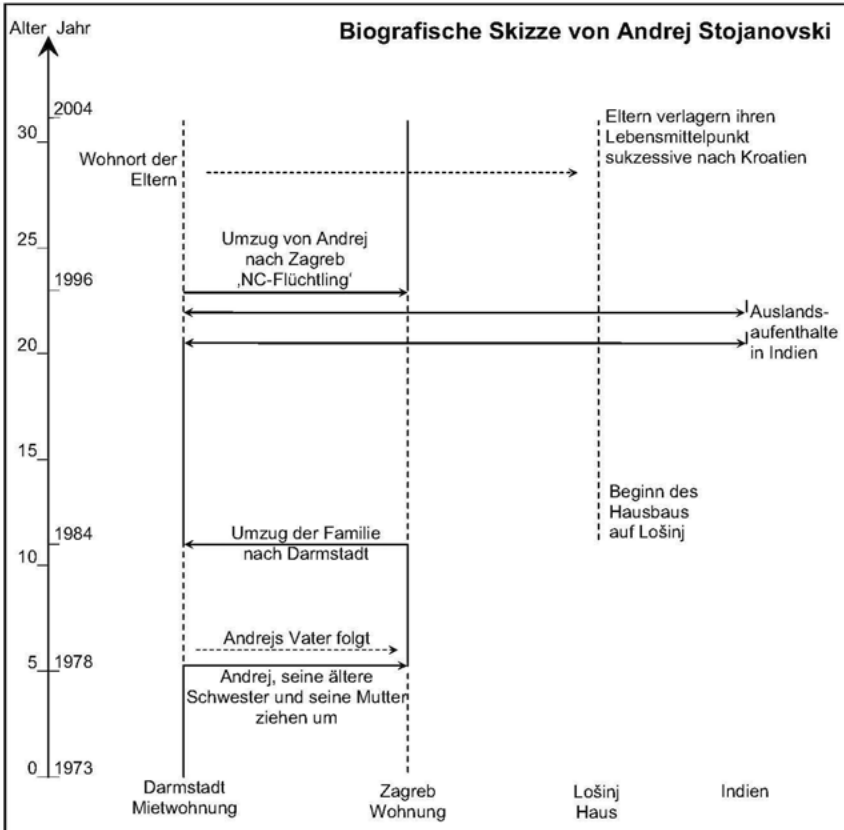 Biografische Skizze von Andrej Stojanovski
Alter Jahr
2004
30
Wohnort der
Eltern
Eltern verlagern ihren
Lebensmittelpunkt
sukzessive nach Kroatien
25
Umzug von Andrej
nach Zagreb
‚NC-Flüchtling‘
1996
Auslands-
aufenthalte
in Indien
20
15
Beginn des
Hausbaus
auf Lošinj
1984
Umzug der Familie
nach Darmstadt
10
Andrejs Vater folgt
5
1978
Andrej, seine ältere
Schwester und seine Mutter
ziehen um
0
1973
Darmstadt
Mietwohnung
Zagreb
Wohnung
Lošinj
Haus
Indien